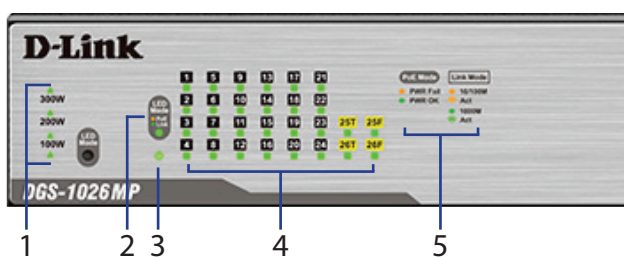 D-Link
1 5 9 13 17 21
PoE Mode Link Mode
300W
PWR Fail 10/100M
LED Mode
2 6 10 14 18 22
PWR OK Act
200W
PoE
Link
3 7 11 15 19 23 25T 25F
1000M
Act
100W
LED Mode
4 8 12 16 20 24 26T 26F
DGS-1026MP
1 2 3 4 5